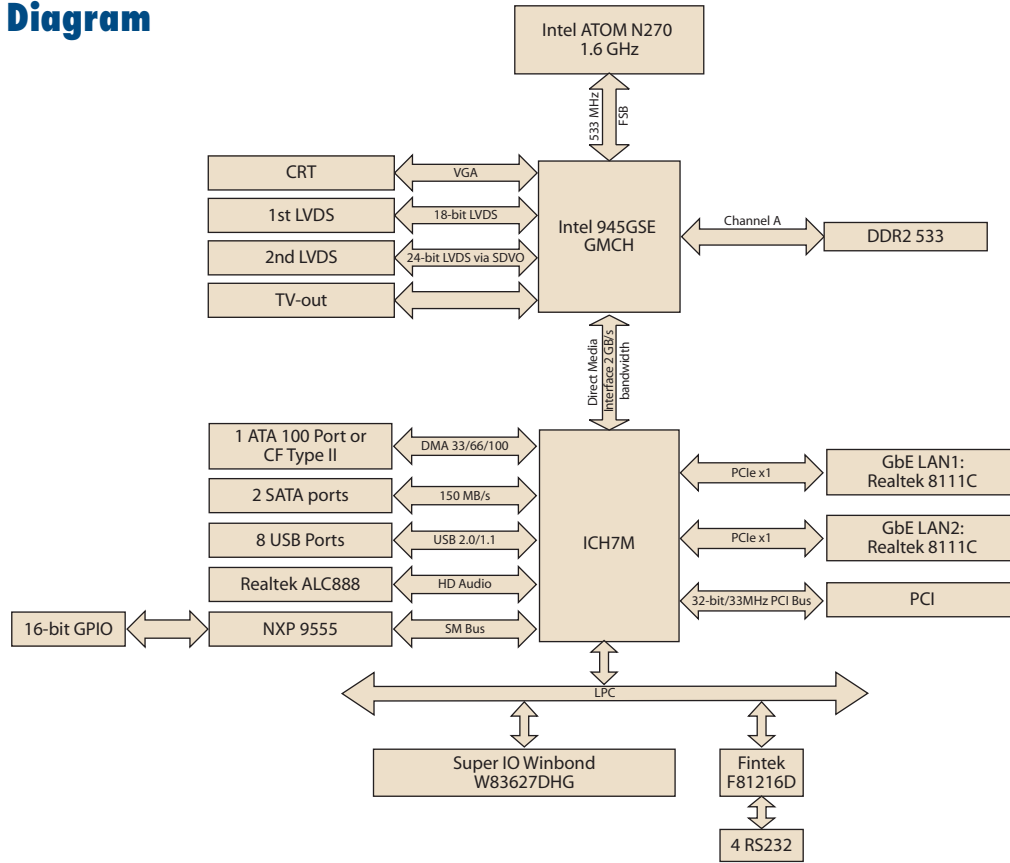 Diagram
Intel ATOM N270
1.6 GHz
533 MHz
FSB
CRT
VGA
1st LVDS
18-bit LVDS
2nd LVDS
24-bit LVDS via SDVO
TV-out
Intel 945GSE
GMCH
Channel A
DDR2 533
Direct Media
Interface 2 GB/s
bandwidth
1 ATA 100 Port or
CF Type II
DMA 33/66/100
2 SATA ports
150 MB/s
8 USB Ports
USB 2.0/1.1
Realtek ALC888
HD Audio
16-bit GPIO
NXP 9555
SM Bus
ICH7M
PCIe x1
GbE LAN1:
Realtek 8111C
PCIe x1
GbE LAN2:
Realtek 8111C
32-bit/33MHz PCI Bus
PCI
LPC
Super IO Winbond
W83627DHG
Fintek
F81216D
4 RS232